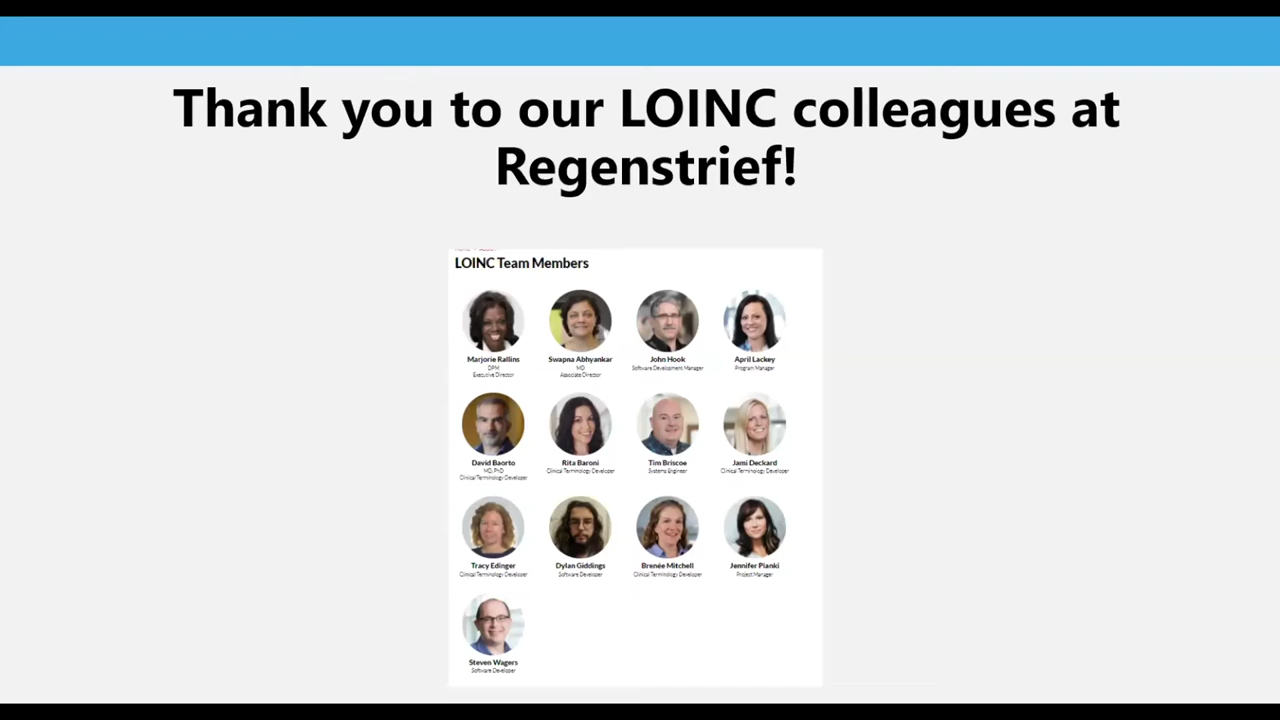 Thank you to our LOINC colleagues at
Regenstrief!
LOINC Team Members
Marjorie Rallins
DPM
Executive Director
Swapna Abhyankar
MD
Associate Director
John Hook
Software Development Manager
April Lackey
Program Manager
David Baorto
MD, PhD
Clinical Terminology Developer
Rita Baroni
Clinical Terminology Developer
Tim Briscoe
Systems Engineer
Jami Deckard
Clinical Terminology Developer
Tracy Edinger
Clinical Terminology Developer
Dylan Giddings
Software Developer
Brenée Mitchell
Clinical Terminology Developer
Jennifer Planki
Project Manager
Steven Wagers
Software Developer